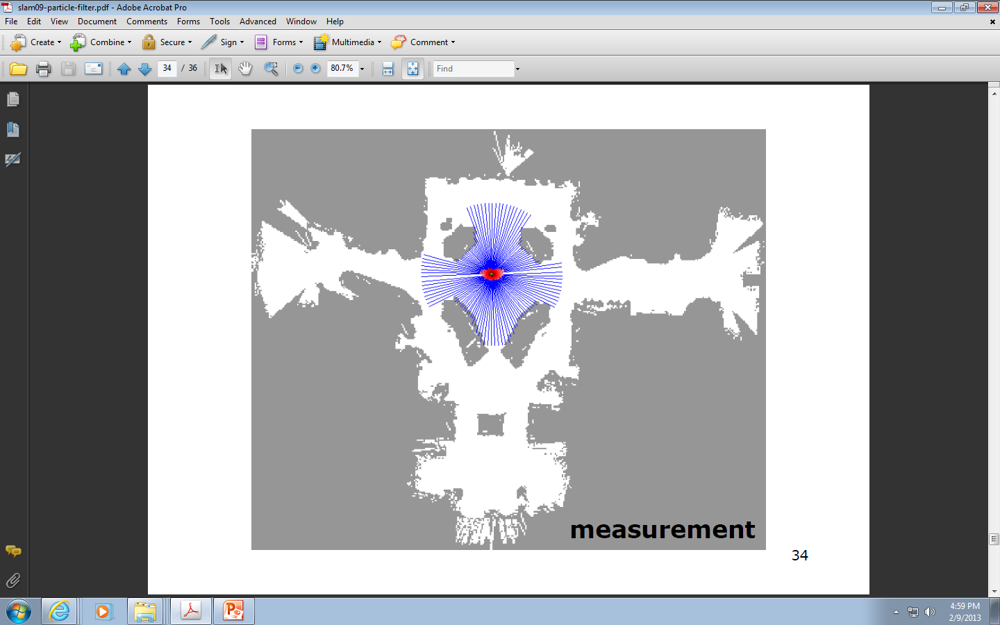 slam09-particle-filter.pdf - Adobe Acrobat Pro
File Edit View Document Comments Forms Tools Advanced Window Help
Create Combine Secure Sign Forms Multimedia Comment
34 / 36 80.7% Find
measurement
34
4:59 PM
2/9/2013